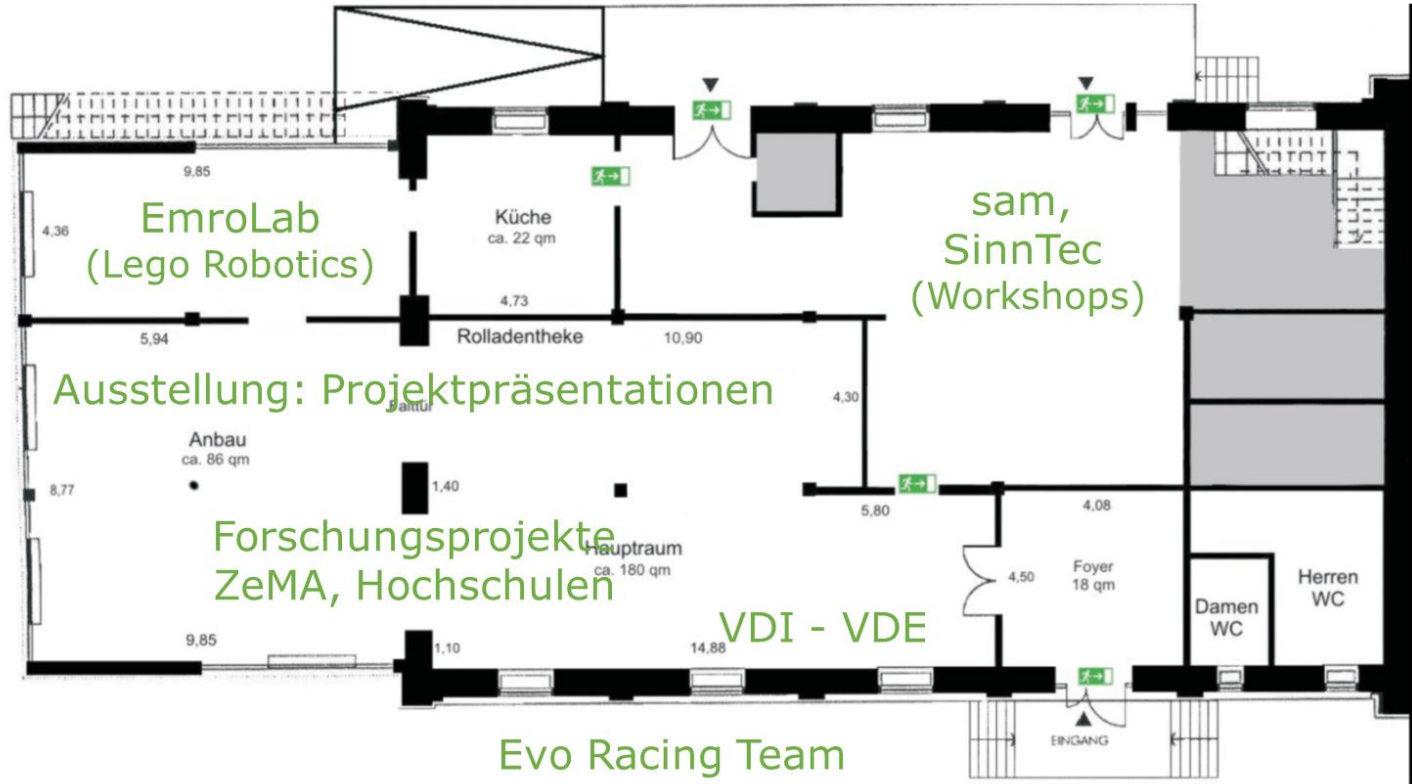 9,85
EmroLab
(Lego Robotics)
4,36
Küche
ca. 22 qm
4,73
sam,
SinnTec
(Workshops)
5,94
Rolladentheke
10,90
Ausstellung: Projektpräsentationen
Falttür
4,30
Anbau
ca. 86 qm
8,77
1,40
5,80
4,08
Forschungsprojekte
ZeMA, Hochschulen
Hauptraum
ca. 180 qm
4,50
Foyer
18 qm
Herren
WC
Damen
WC
VDI - VDE
9,85
1,10
14,88
EINGANG
Evo Racing Team